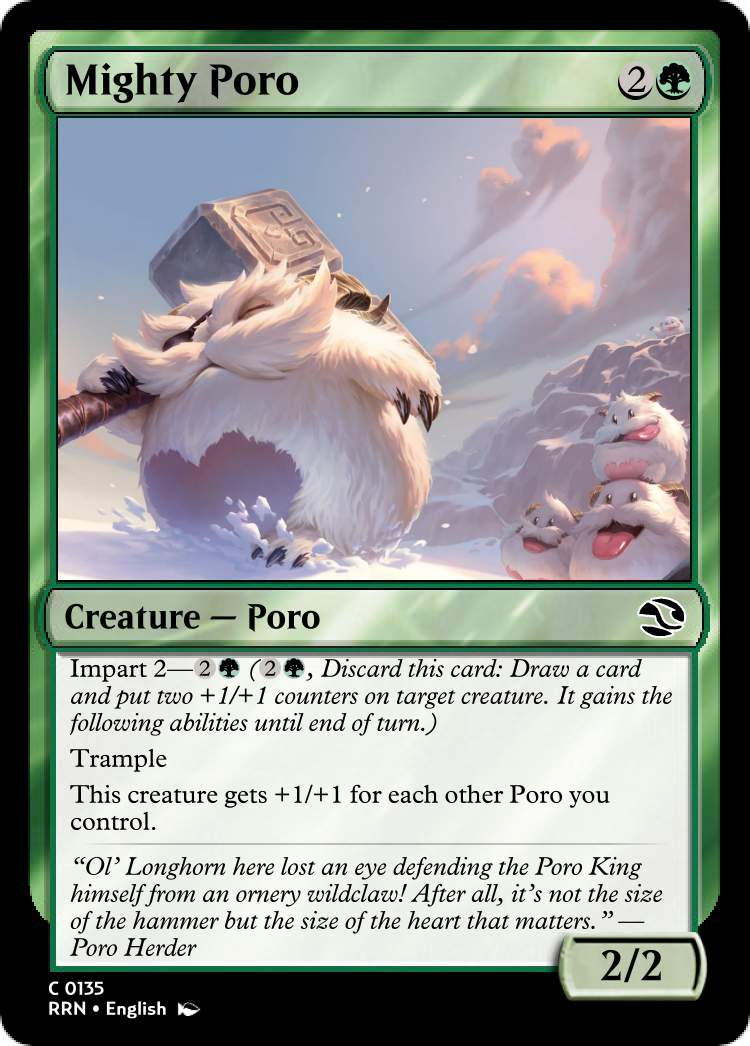 Mighty Poro 2
Creature — Poro
Impart 2—2 (2, Discard this card: Draw a card
and put two +1/+1 counters on target creature. It gains the
following abilities until end of turn.)
Trample
This creature gets +1/+1 for each other Poro you
control.
“Ol’ Longhorn here lost an eye defending the Poro King
himself from an ornery wildclaw! After all, it’s not the size
of the hammer but the size of the heart that matters.” —
Poro Herder
2/2
C 0135
RRN • English